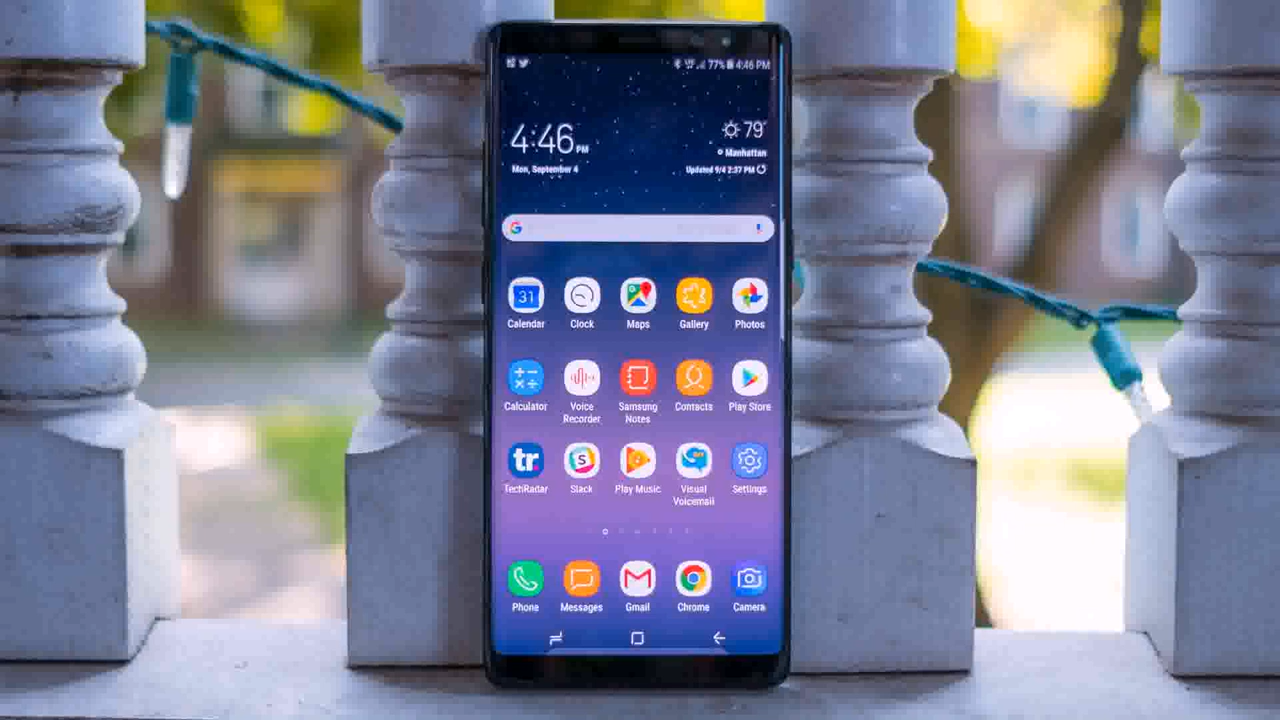 77% 4:46 PM
4:46 PM
79°
Mon, September 4
Manhattan
Updated 9/4 2:37 PM
G
31
Calendar Clock Maps Gallery Photos
Calculator Voice Recorder Samsung Notes Contacts Play Store
tr.
S
TechRadar Slack Play Music Visual Voicemail Settings
Phone Messages Gmail Chrome Camera